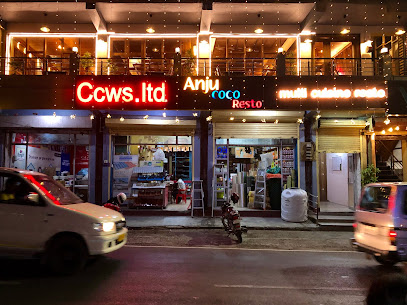 Ccws.ltd.
Anju
coco
Resto
multi cuisine resto